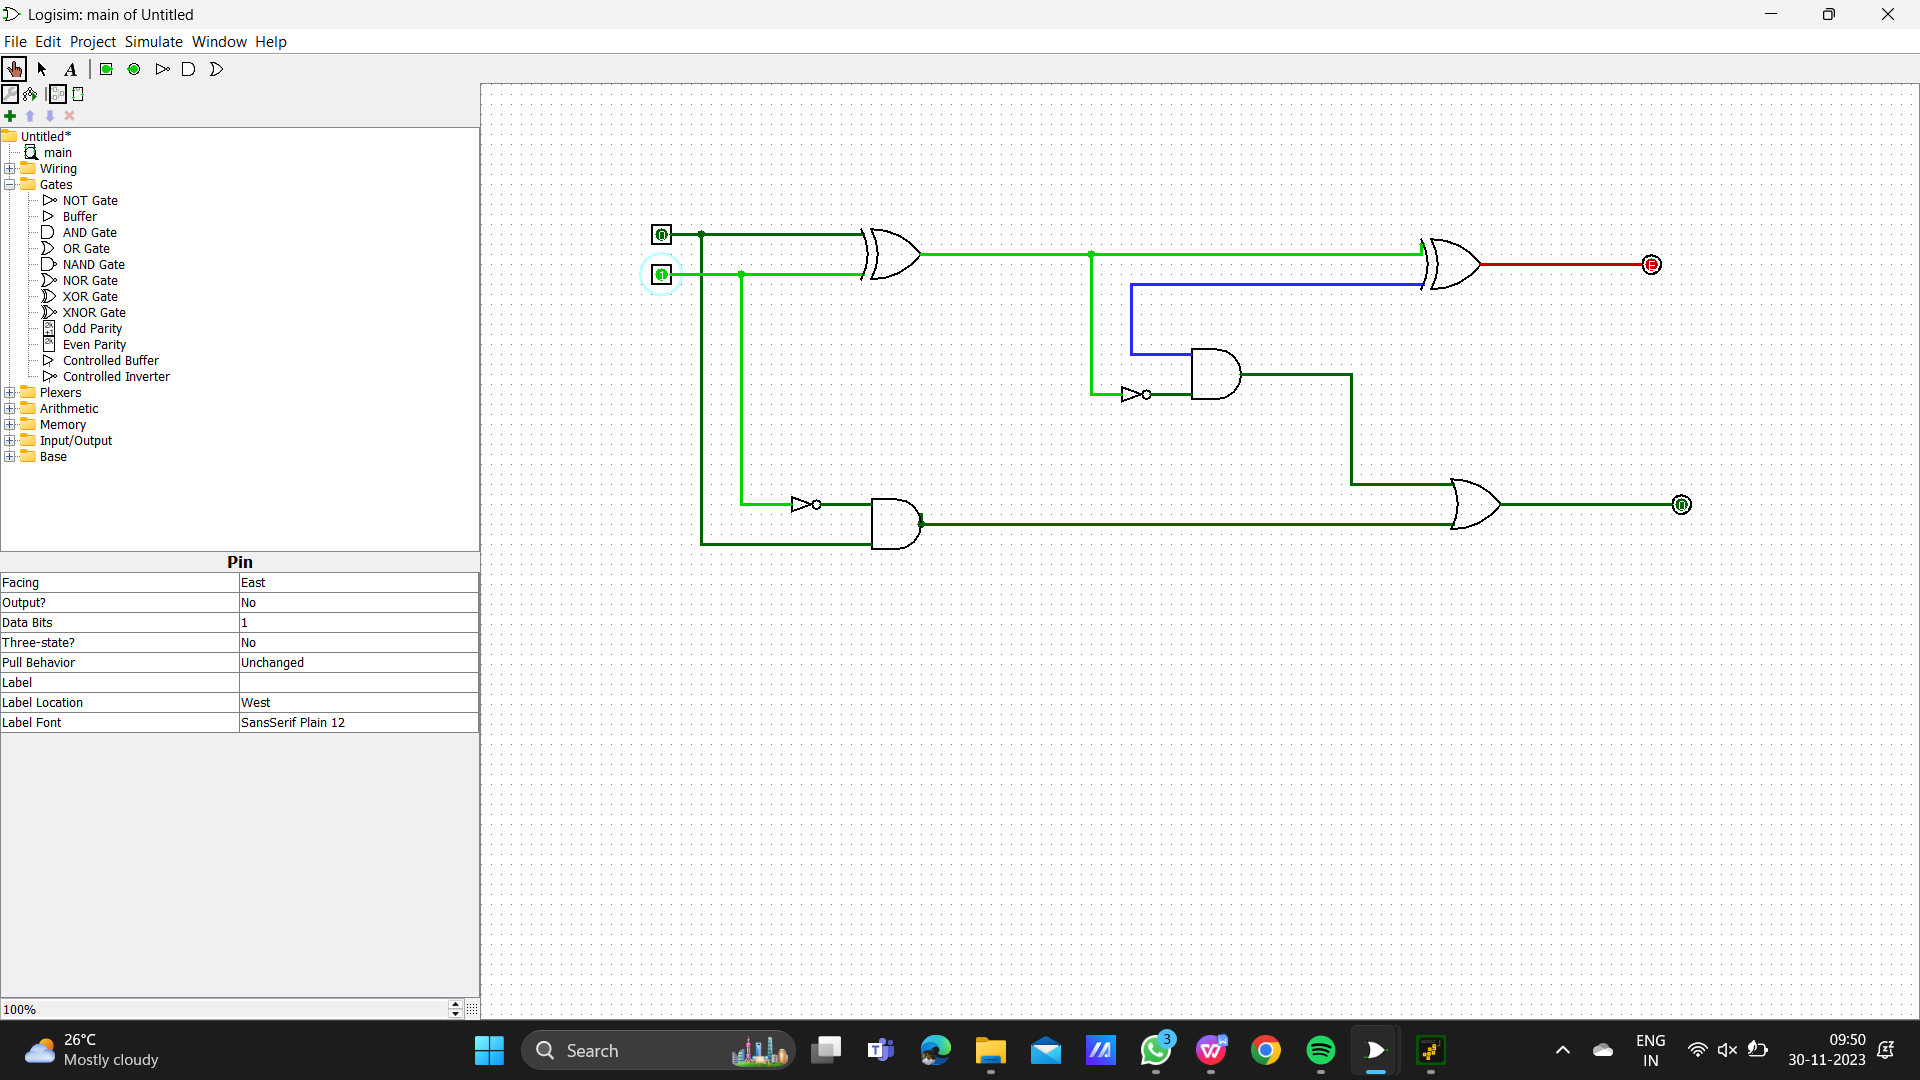 Logisim: main of Untitled
File Edit Project Simulate Window Help
A
Untitled*
main
Wiring
Gates
NOT Gate
Buffer
AND Gate
OR Gate
NAND Gate
NOR Gate
XOR Gate
XNOR Gate
Odd Parity
Even Parity
Controlled Buffer
Controlled Inverter
Plexers
Arithmetic
Memory
Input/Output
Base
Pin
Facing East
Output? No
Data Bits 1
Three-state? No
Pull Behavior Unchanged
Label
Label Location West
Label Font SansSerif Plain 12
100%
0
1
E
0
26°C
Mostly cloudy
Search
3
ENG
IN
09:50
30-11-2023